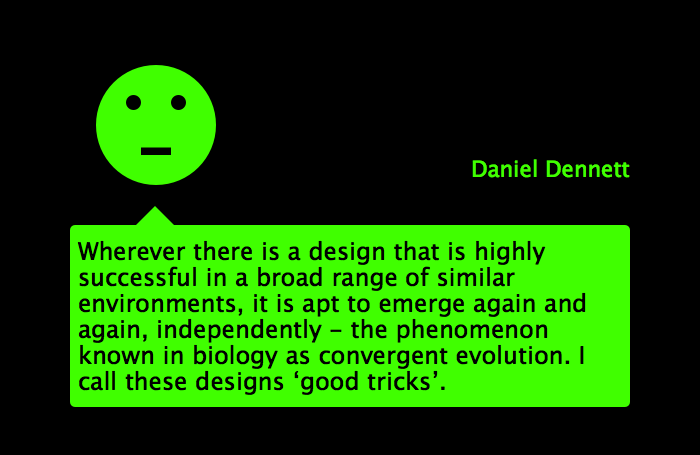 Daniel Dennett
Wherever there is a design that is highly
successful in a broad range of similar
environments, it is apt to emerge again and
again, independently – the phenomenon
known in biology as convergent evolution. I
call these designs ‘good tricks’.